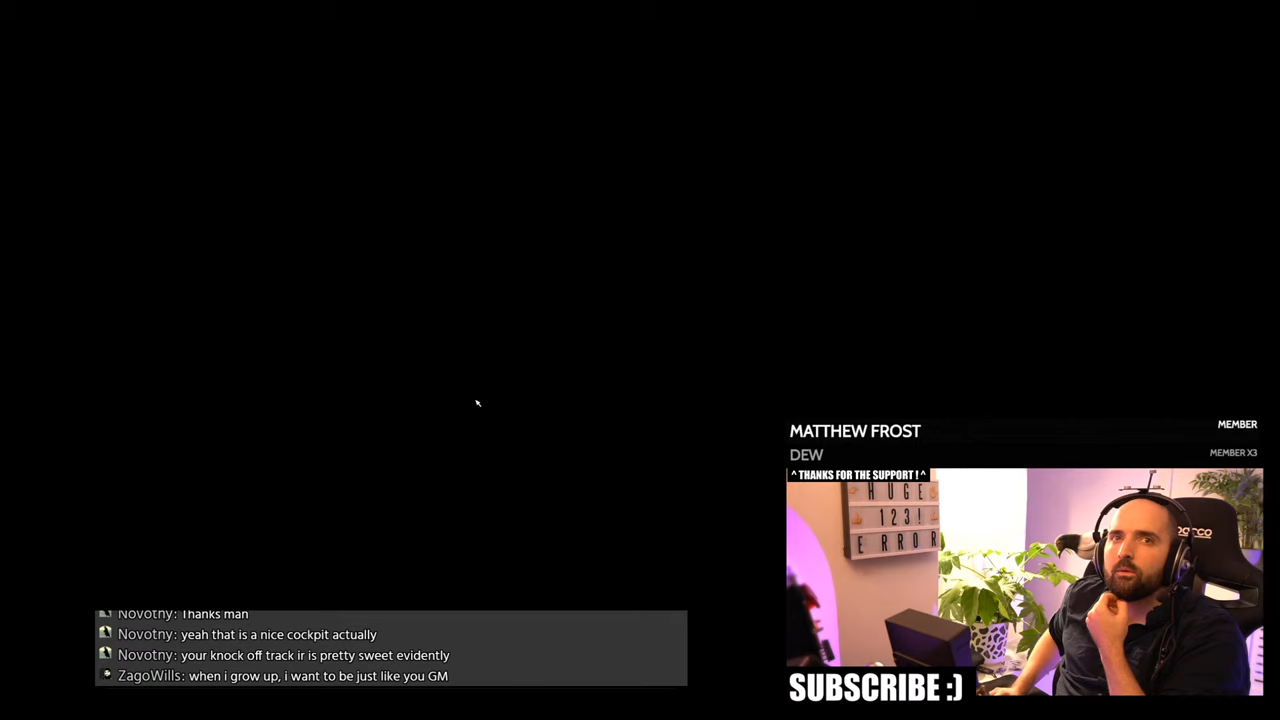 MATTHEW FROST
MEMBER
DEW
MEMBER X3
^ THANKS FOR THE SUPPORT ! ^
HUGE
123!
ERROR
SUBSCRIBE :)
Novotny: Thanks man
Novotny: yeah that is a nice cockpit actually
Novotny: your knock off track ir is pretty sweet evidently
ZagoWills: when i grow up, i want to be just like you GM